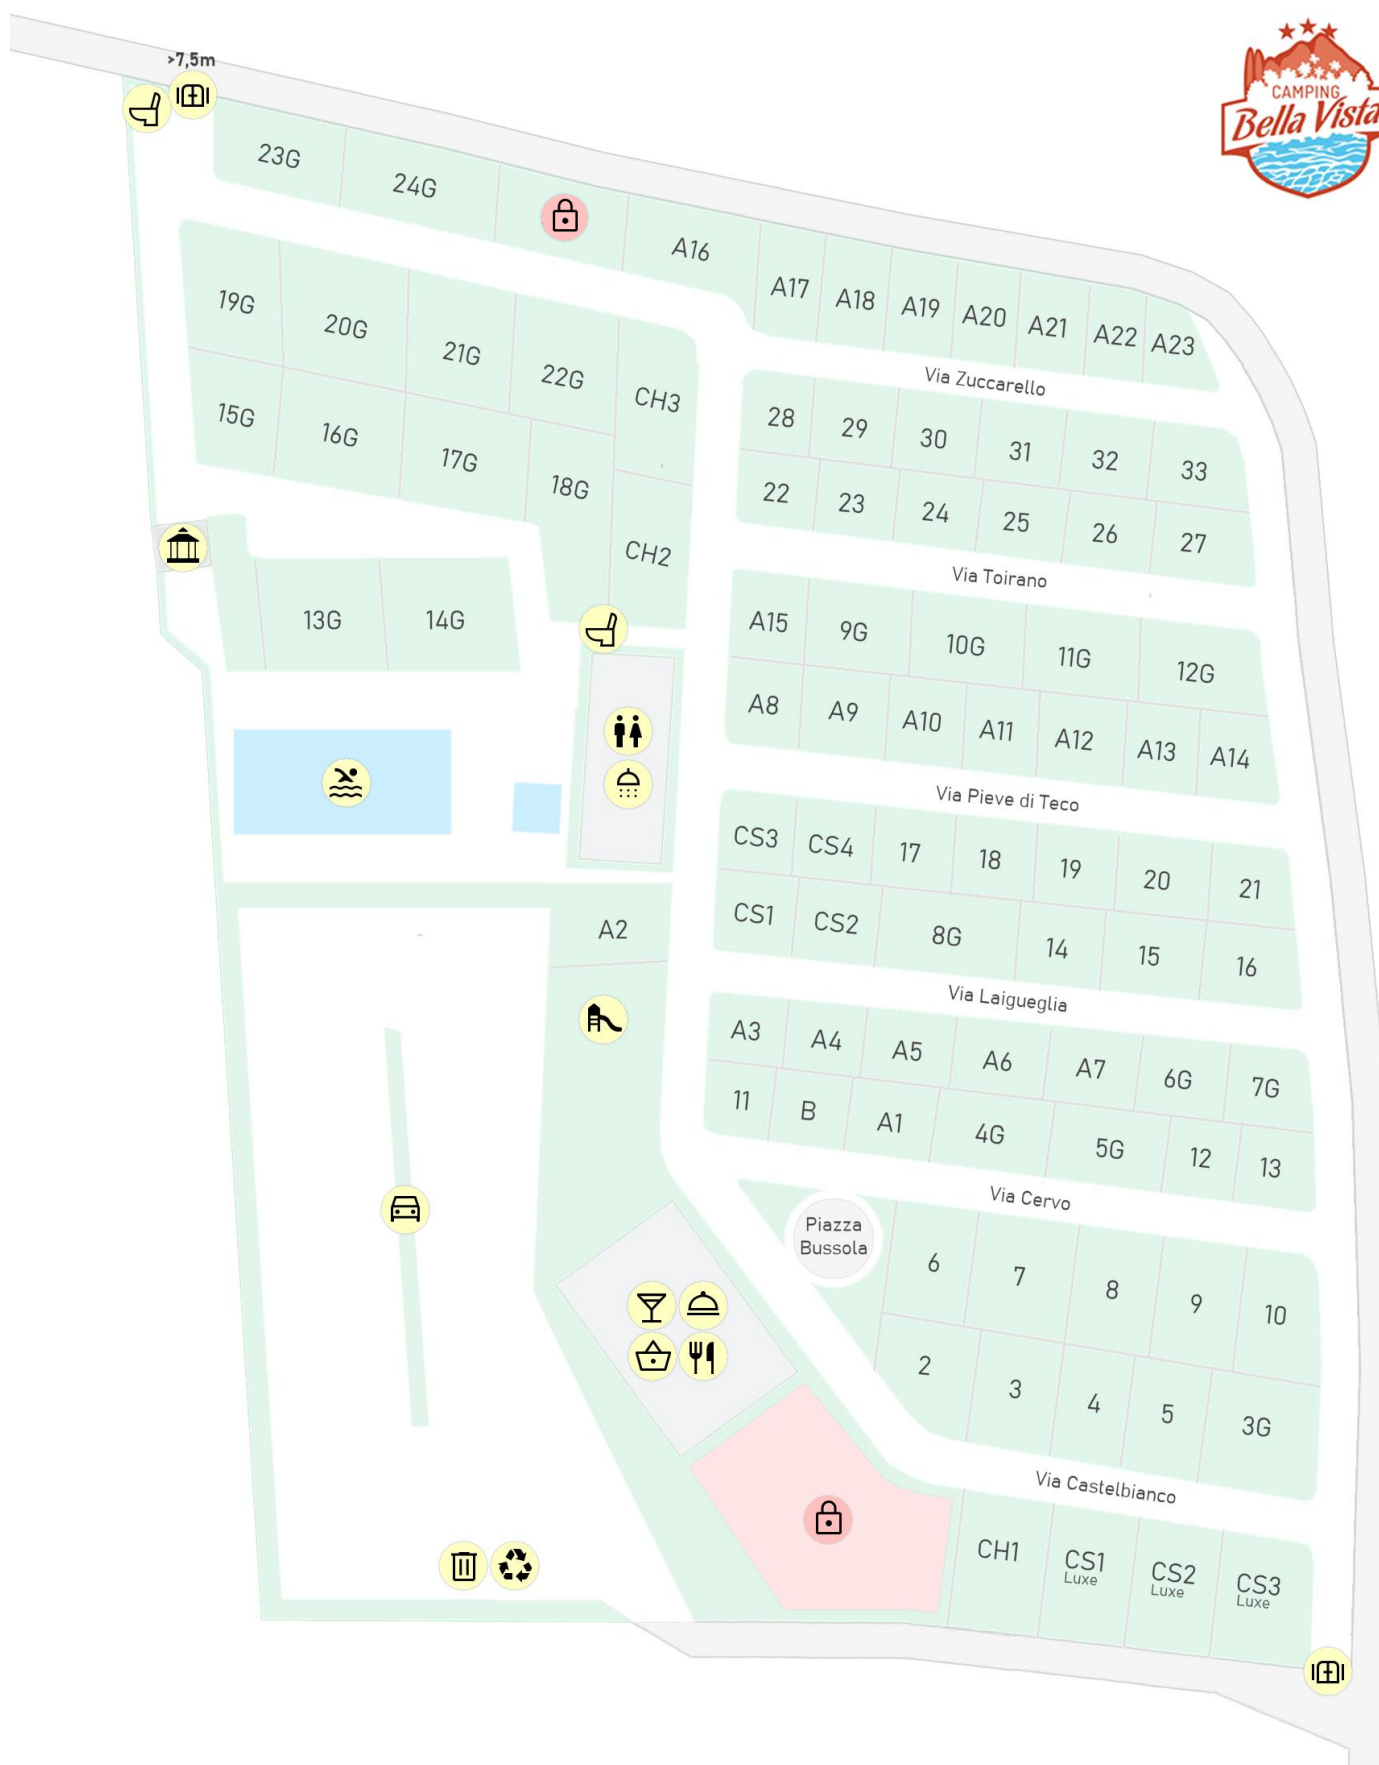 >7,5m
CAMPING
Bella Vista
23G
24G
A16
A17
A18
A19
A20
A21
A22
A23
Via Zuccarello
19G
20G
21G
22G
CH3
15G
16G
17G
18G
CH2
28
29
30
31
32
33
22
23
24
25
26
27
Via Toirano
13G
14G
A15
9G
10G
11G
12G
A8
A9
A10
A11
A12
A13
A14
Via Pieve di Teco
CS3
CS4
17
18
19
20
21
CS1
CS2
8G
14
15
16
A2
Via Laigueglia
A3
A4
A5
A6
A7
6G
7G
11
B
A1
4G
5G
12
13
Via Cervo
Piazza
Bussola
6
7
8
9
10
2
3
4
5
3G
Via Castelbianco
CH1
CS1
Luxe
CS2
Luxe
CS3
Luxe